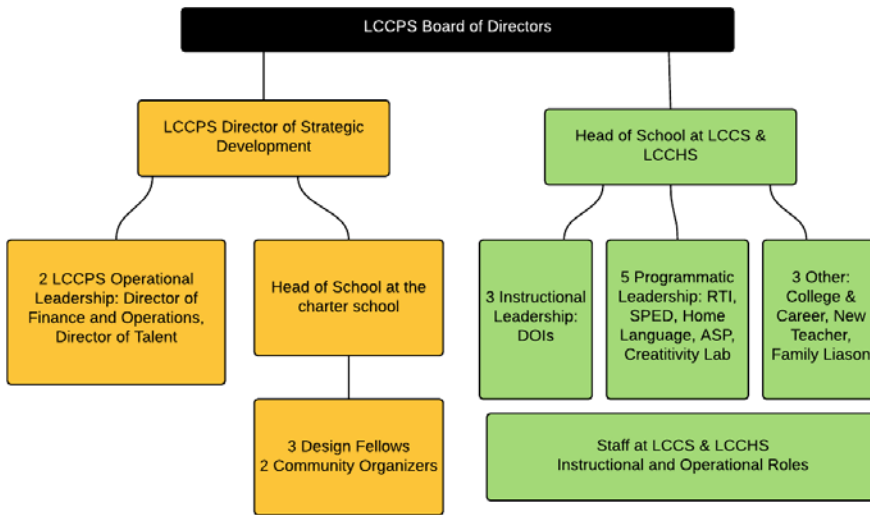 LCCPS Board of Directors
LCCPS Director of Strategic
Development
Head of School at LCCS &
LCCHS
2 LCCPS Operational
Leadership: Director of
Finance and Operations,
Director of Talent
Head of School at the
charter school
3 Instructional
Leadership:
DOIs
5 Programmatic
Leadership: RTI,
SPED, Home
Language, ASP,
Creatitivity Lab
3 Other:
College &
Career, New
Teacher,
Family Liason
3 Design Fellows
2 Community Organizers
Staff at LCCS & LCCHS
Instructional and Operational Roles